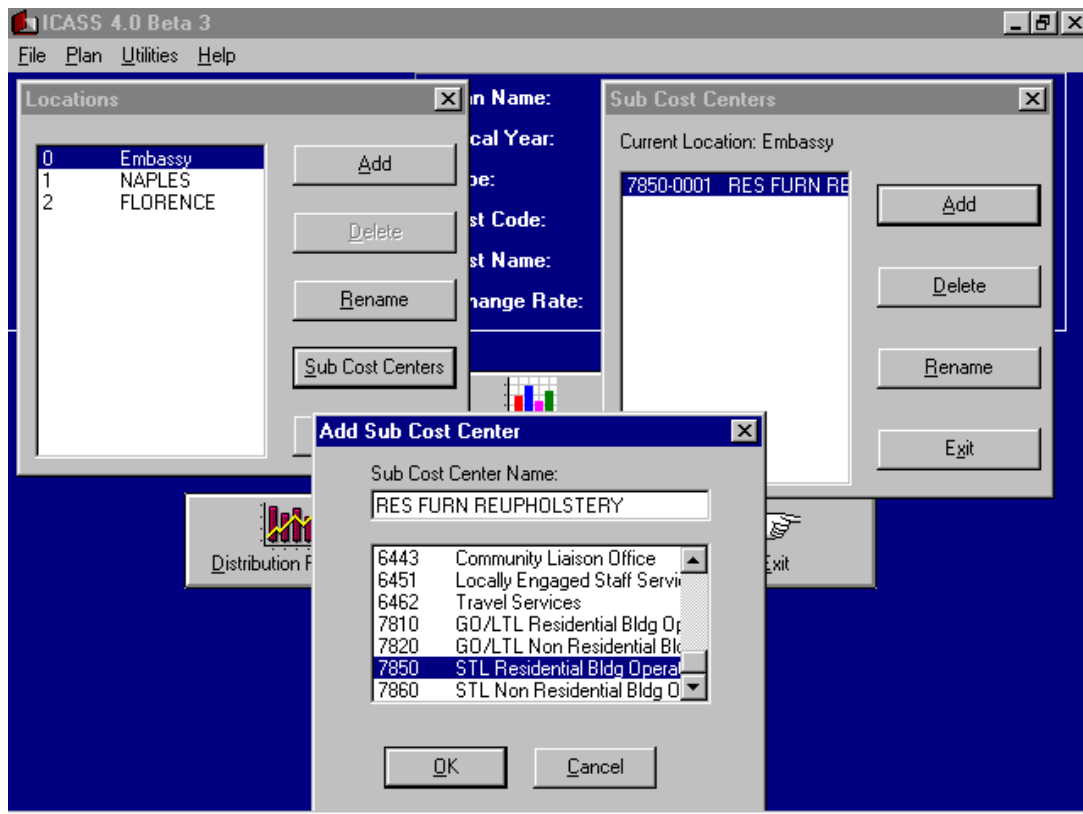 ICASS 4.0 Beta 3
File Plan Utilities Help
Locations
0 Embassy
1 NAPLES
2 FLORENCE
Add
Delete
Rename
Sub Cost Centers
n Name:
cal Year:
pe:
st Code:
st Name:
hange Rate:
Sub Cost Centers
Current Location: Embassy
7850-0001 RES FURN RE
Add
Delete
Rename
Exit
Add Sub Cost Center
Sub Cost Center Name:
RES FURN REUPHOLSTERY
6443 Community Liaison Office
6451 Locally Engaged Staff Servi
6462 Travel Services
7810 GO/LTL Residential Bldg Op
7820 GO/LTL Non Residential Bld
7850 STL Residential Bldg Operat
7860 STL Non Residential Bldg O
OK
Cancel
Distribution F
Exit